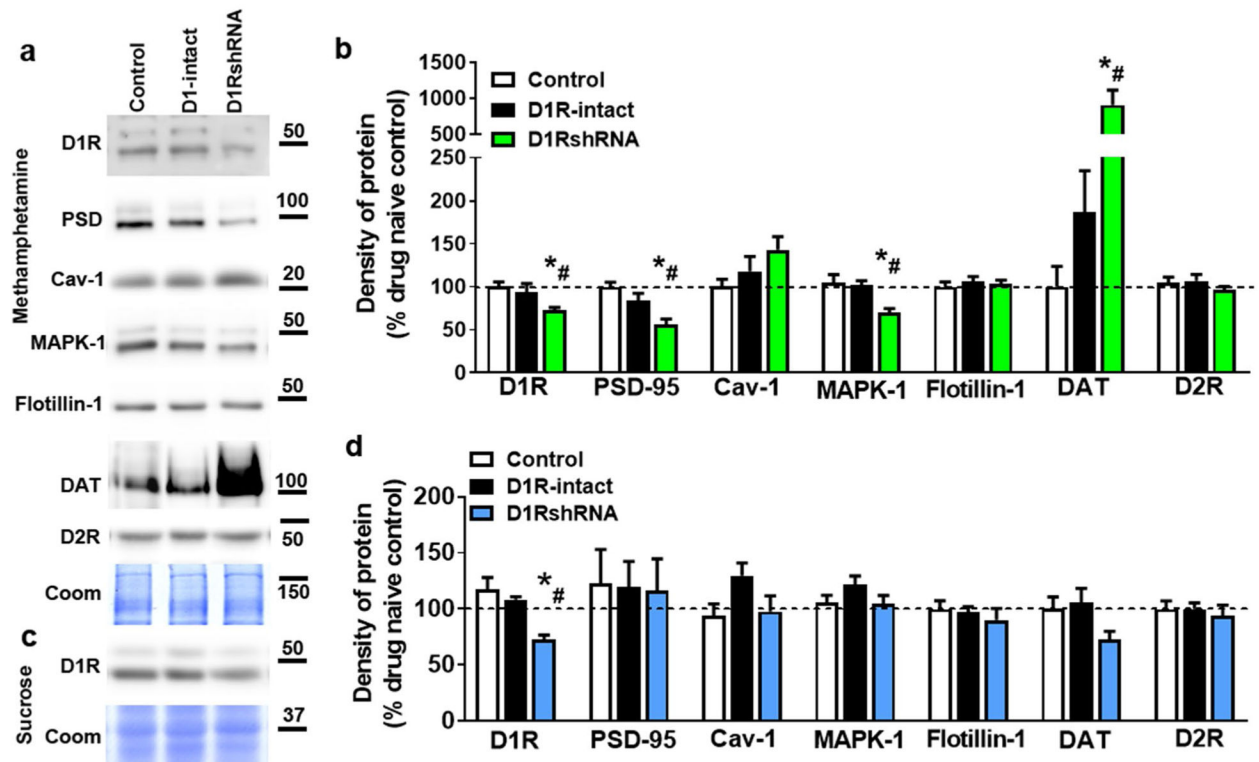 a
Control
D1-intact
D1RshRNA
Methamphetamine
D1R
50
PSD
100
Cav-1
20
MAPK-1
50
Flotillin-1
50
DAT
100
D2R
50
Coom
150
c
Sucrose
D1R
50
Coom
37
b
Density of protein
(% drug naive control)
1500
1000
500
250
200
150
100
50
0
Control
D1R-intact
D1RshRNA
*#
*#
*#
*#
D1R PSD-95 Cav-1 MAPK-1 Flotillin-1 DAT D2R
d
Density of protein
(% drug naive control)
200
150
100
50
0
Control
D1R-intact
D1RshRNA
*#
D1R PSD-95 Cav-1 MAPK-1 Flotillin-1 DAT D2R